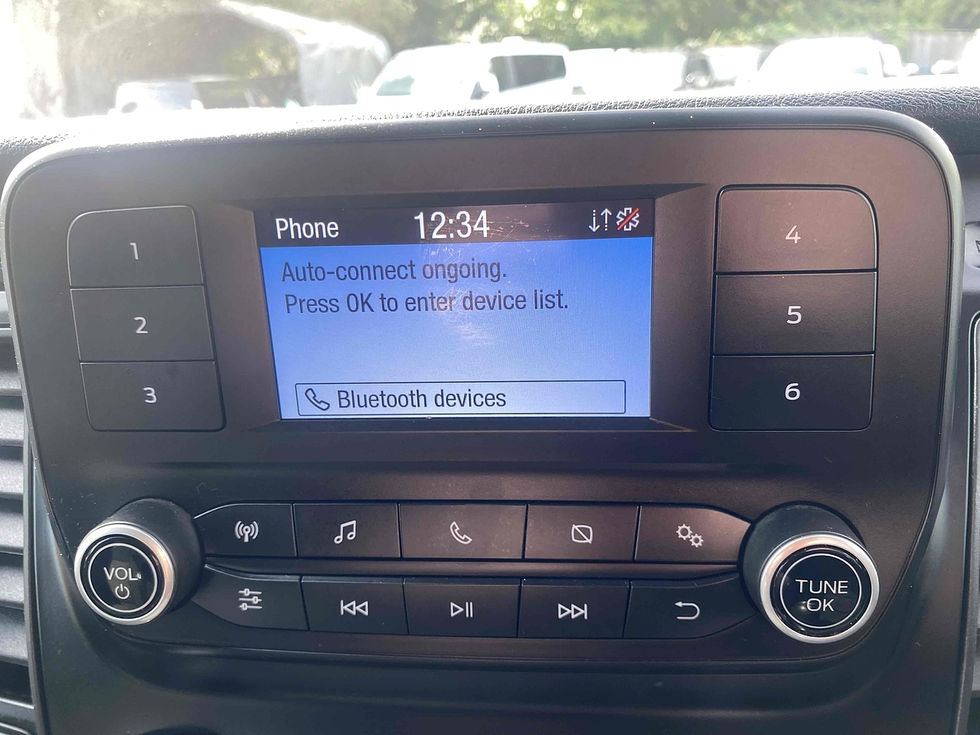 Phone 12:34
Auto-connect ongoing.
Press OK to enter device list.
Bluetooth devices
1
2
3
4
5
6
VOL
TUNE
OK